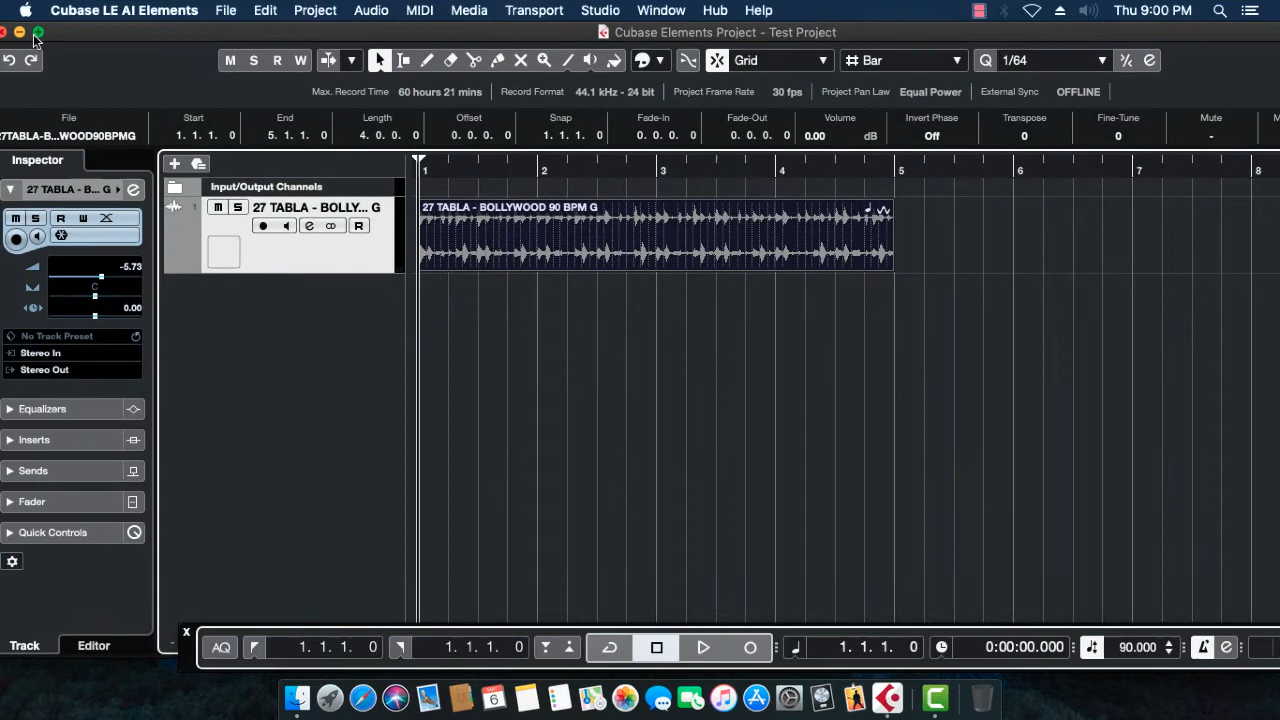 Cubase LE AI Elements File Edit Project Audio MIDI Media Transport Studio Window Hub Help Thu 9:00 PM
Cubase Elements Project - Test Project
M S R W Grid Bar Q 1/64
Max. Record Time 60 hours 21 mins Record Format 44.1 kHz - 24 bit Project Frame Rate 30 fps Project Pan Law Equal Power External Sync OFFLINE
File Start End Length Offset Snap Fade-In Fade-Out Volume Invert Phase Transpose Fine-Tune Mute
27TABLA-B...WOOD90BPMG 1. 1. 1. 0 5. 1. 1. 0 4. 0. 0. 0 0. 0. 0. 0 1. 1. 1. 0 0. 0. 0. 0 0. 0. 0. 0 0.00 dB Off 0 0 -
Inspector
1 2 3 4 5 6 7 8
27 TABLA - B... G
Input/Output Channels
1 m S 27 TABLA - BOLLY... G
27 TABLA - BOLLYWOOD 90 BPM G
m S R W
R
-5.73
C
0.00
No Track Preset
Stereo In
Stereo Out
Equalizers
Inserts
Sends
Fader
Quick Controls
Track Editor
X
AQ 1. 1. 1. 0 1. 1. 1. 0 1. 1. 1. 0 0:00:00.000 90.000
6